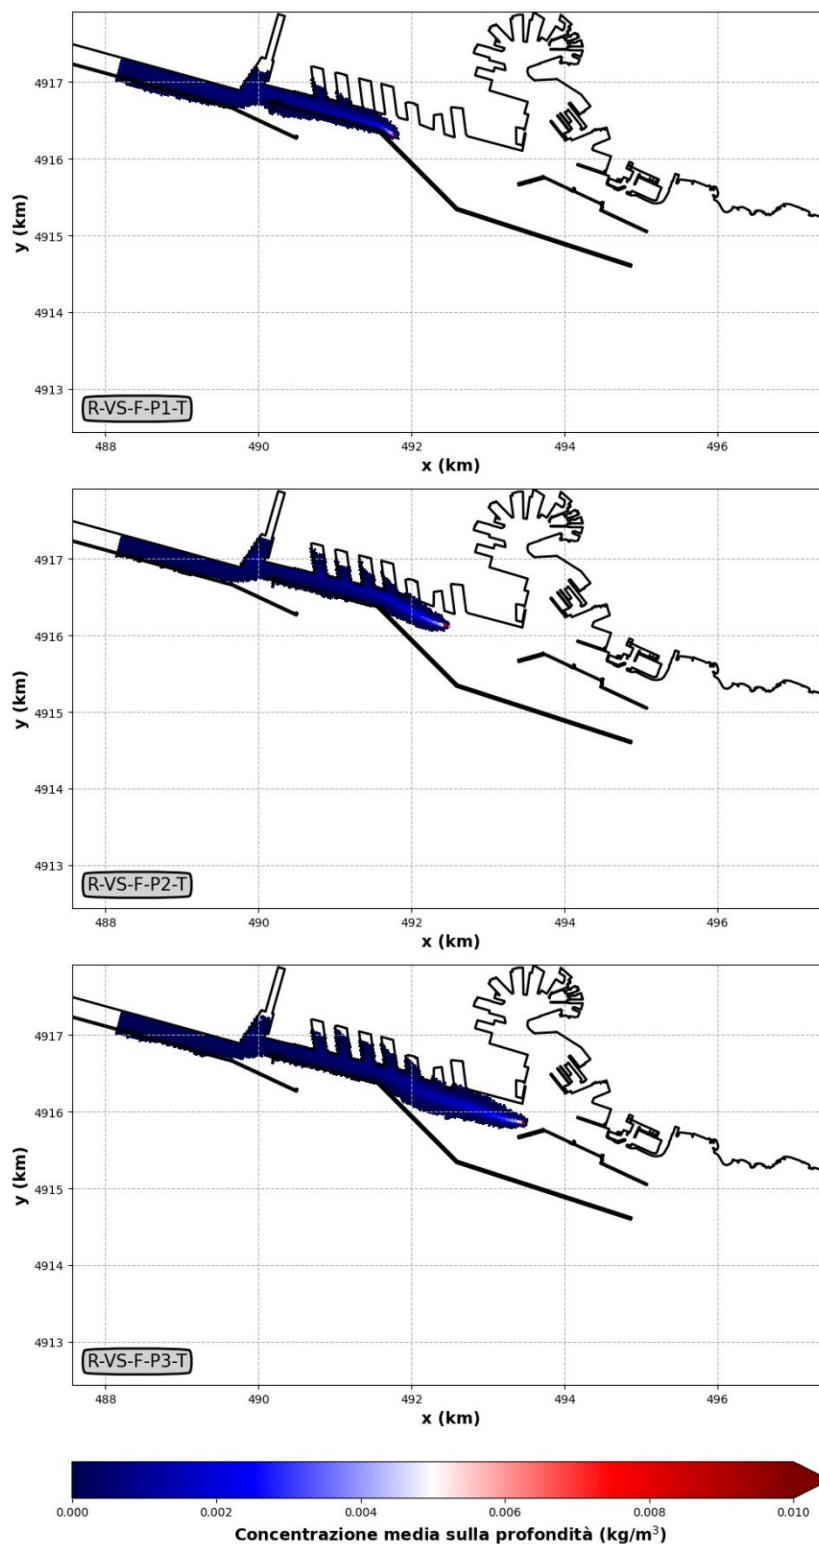 4917
4916
4915
4914
4913
y (km)
R-VS-F-P1-T
488 490 492 494 496
x (km)
4917
4916
4915
4914
4913
y (km)
R-VS-F-P2-T
488 490 492 494 496
x (km)
4917
4916
4915
4914
4913
y (km)
R-VS-F-P3-T
488 490 492 494 496
x (km)
0.000 0.002 0.004 0.006 0.008 0.010
Concentrazione media sulla profondità (kg/m³)